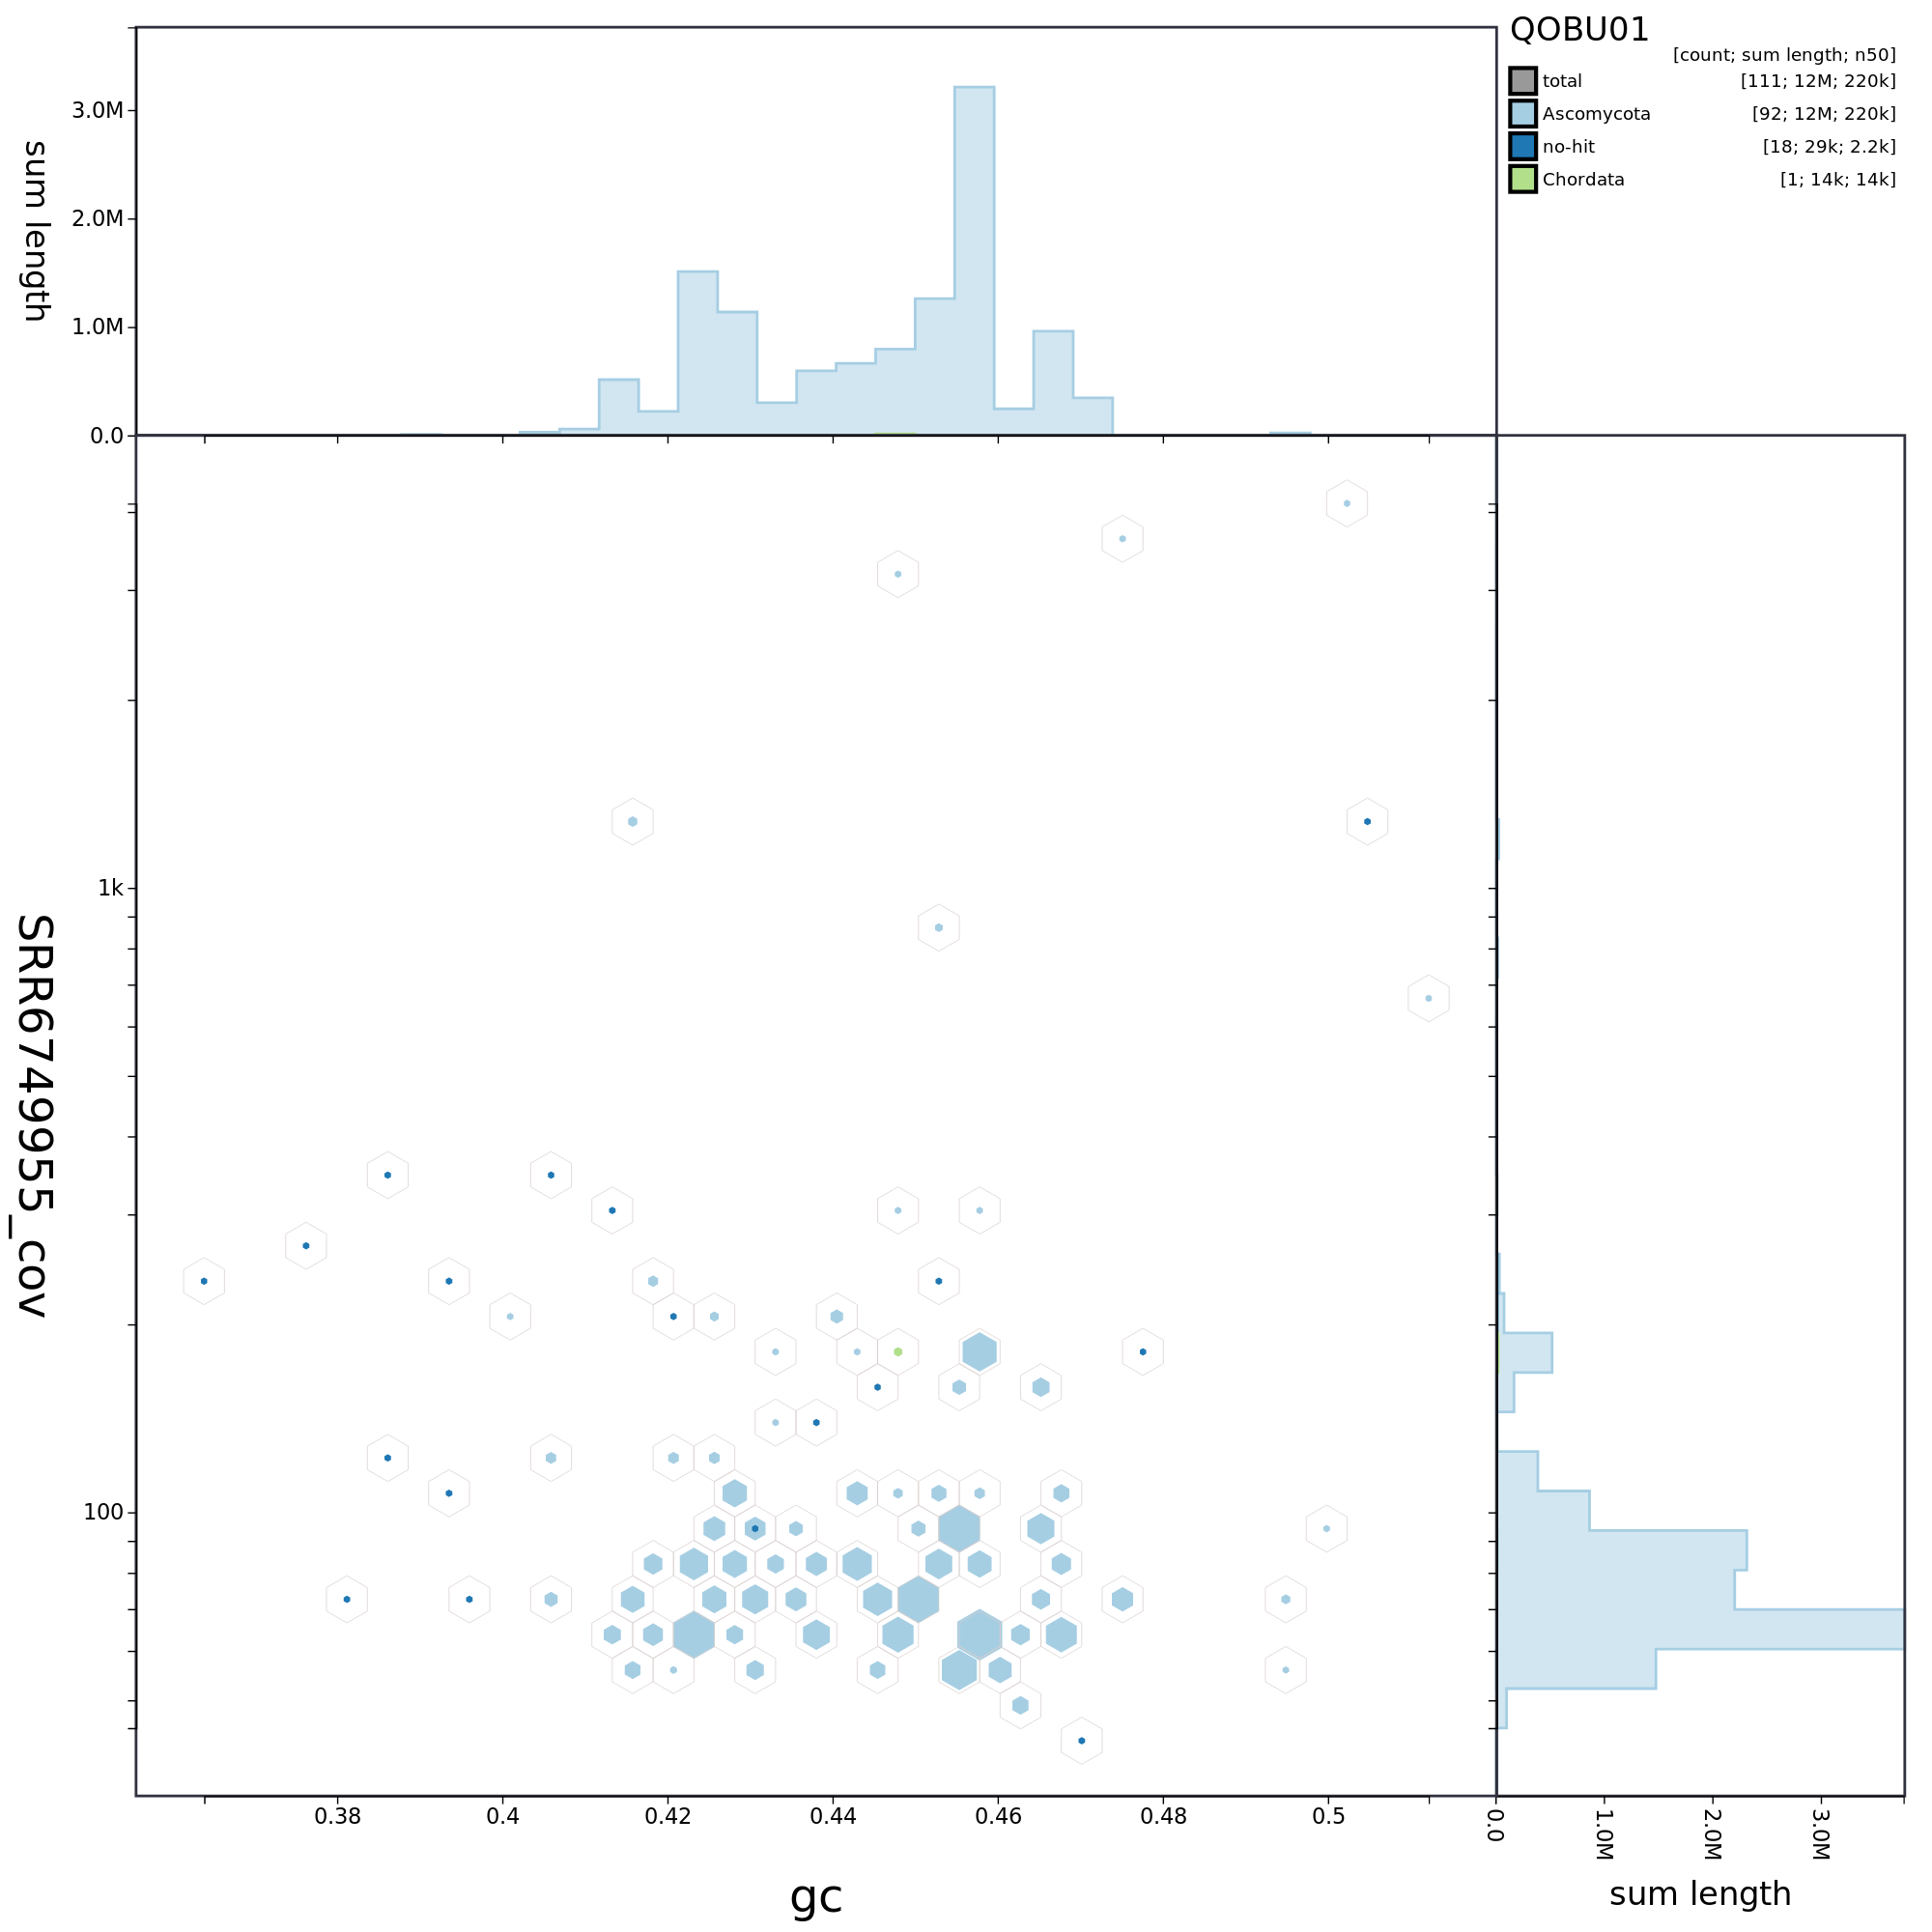 QOBU01
[count; sum length; n50]
total [111; 12M; 220k]
Ascomycota [92; 12M; 220k]
no-hit [18; 29k; 2.2k]
Chordata [1; 14k; 14k]
sum length
3.0M
2.0M
1.0M
0.0
SRR6749955_cov
1k
100
0.38 0.4 0.42 0.44 0.46 0.48 0.5
gc
0.0 1.0M 2.0M 3.0M
sum length